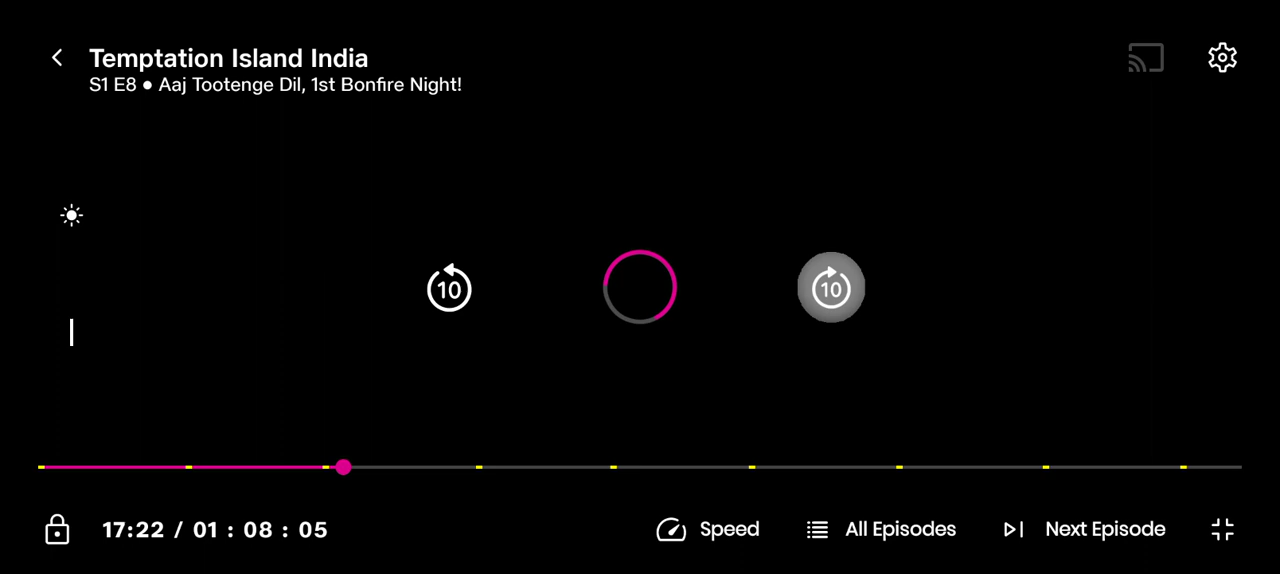 Temptation Island India
S1 E8 ● Aaj Tootenge Dil, 1st Bonfire Night!
10
10
17:22 / 01 : 08 : 05
Speed
All Episodes
Next Episode